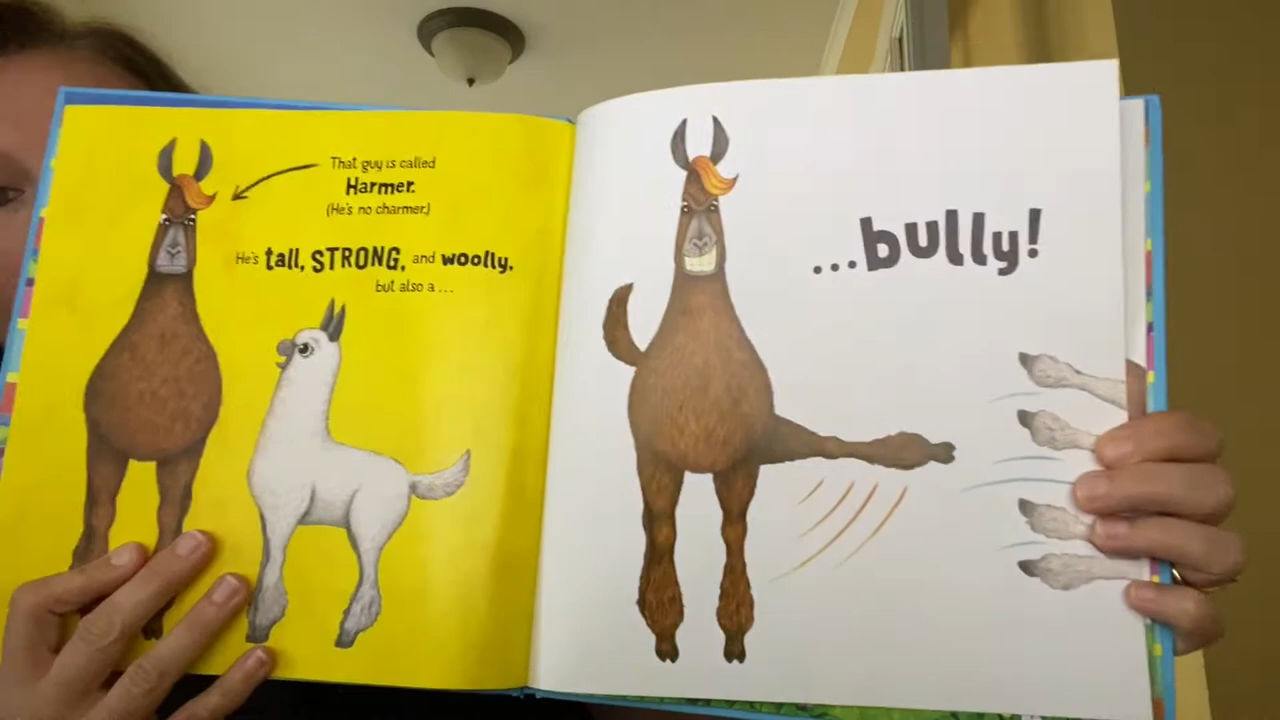 That guy is called
Harmer.
(He's no charmer.)
He's tall, STRONG, and woolly,
but also a...
...bully!